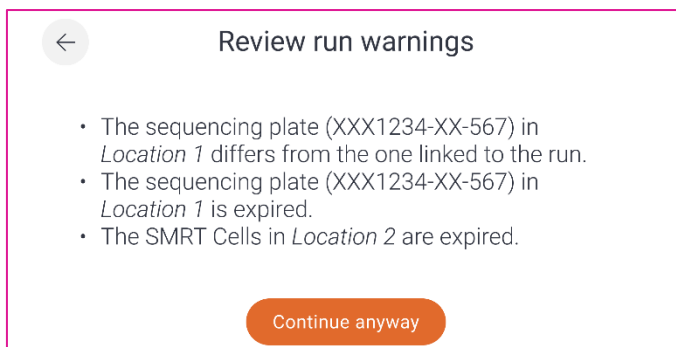 Review run warnings
• The sequencing plate (XXX1234-XX-567) in
Location 1 differs from the one linked to the run.
• The sequencing plate (XXX1234-XX-567) in
Location 1 is expired.
• The SMRT Cells in Location 2 are expired.
Continue anyway